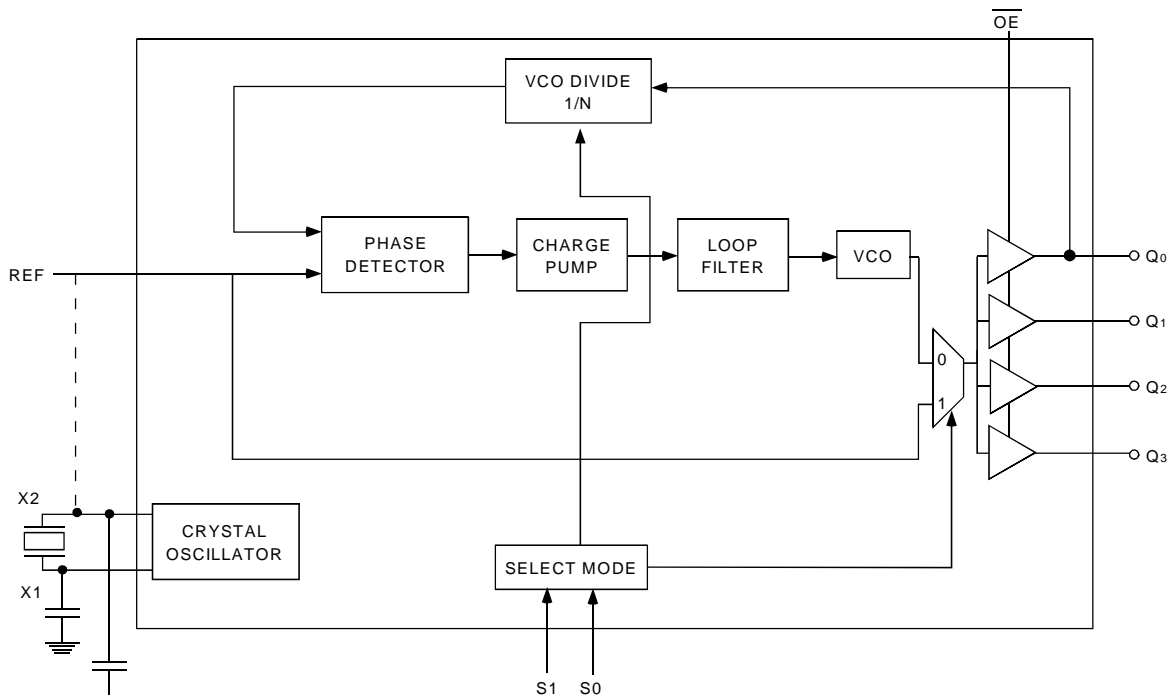 OE
VCO DIVIDE
1/N
PHASE
DETECTOR
CHARGE
PUMP
LOOP
FILTER
VCO
REF
Q0
Q1
0
Q2
1
Q3
X2
CRYSTAL
OSCILLATOR
SELECT MODE
X1
S1
S0